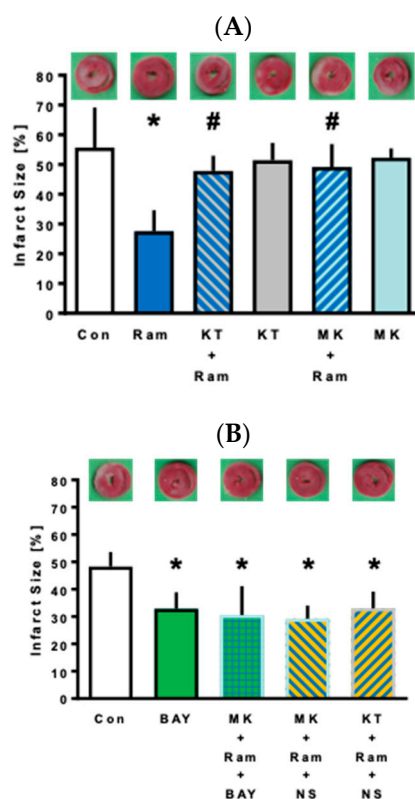 (A)
Infarct Size [%]
80
70
60
50
40
30
20
10
0
* # #
Con Ram KT + Ram KT MK + Ram MK
(B)
Infarct Size [%]
80
70
60
50
40
30
20
10
0
* * * *
Con BAY MK + Ram + BAY MK + Ram + NS KT + Ram + NS